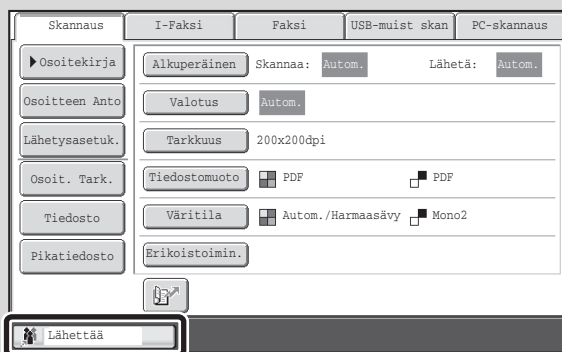 Skannaus I-Faksi Faksi USB-muist skan PC-skannaus
Osoitekirja
Osoitteen Anto
Lähetysasetuk.
Osoit. Tark.
Tiedosto
Pikatiedosto
Alkuperäinen Skannaa: Autom. Lähetä: Autom.
Valotus Autom.
Tarkkuus 200x200dpi
Tiedostomuoto PDF PDF
Väritila Autom./Harmaasävy Mono2
Erikoistoimin.
Lähettää